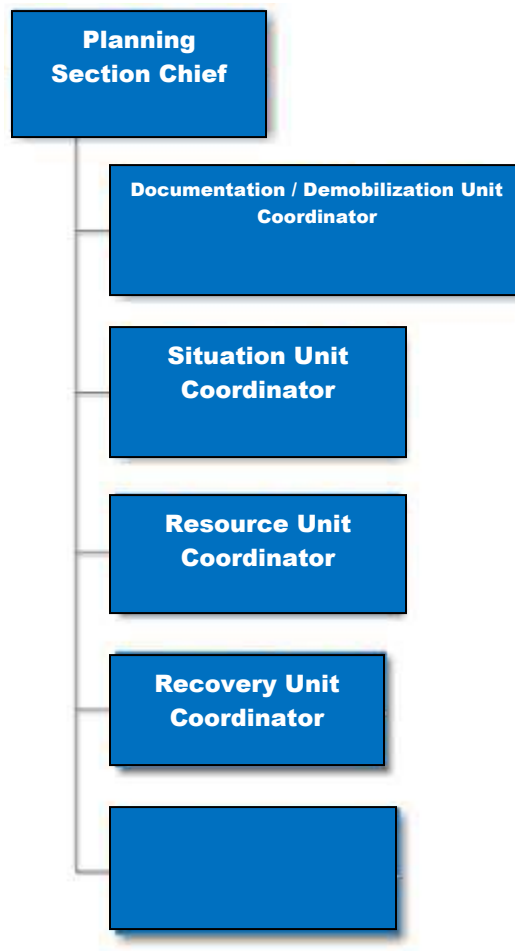 Planning
Section Chief
Documentation / Demobilization Unit
Coordinator
Situation Unit
Coordinator
Resource Unit
Coordinator
Recovery Unit
Coordinator